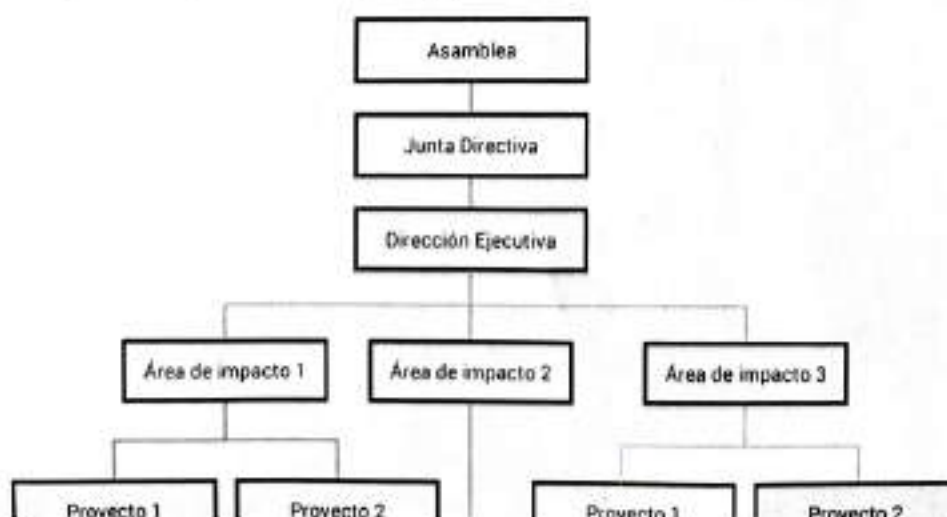 Asamblea
Junta Directiva
Dirección Ejecutiva
Área de impacto 1
Área de impacto 2
Área de impacto 3
Proyecto 1
Proyecto 2
Proyecto 1
Proyecto 2